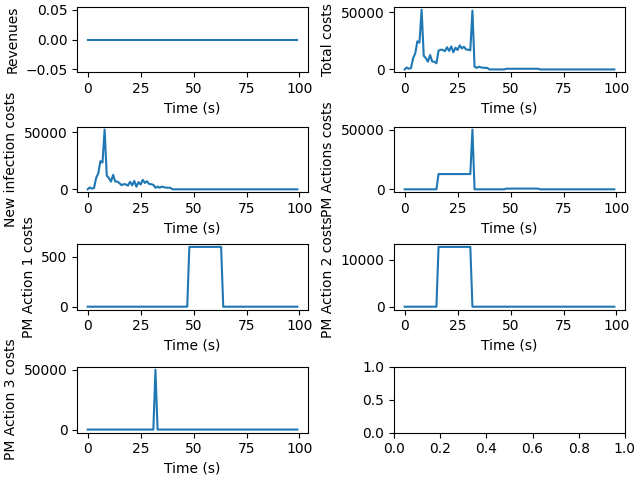 Revenues
0.05
0.00
−0.05
0 25 50 75 100
Time (s)
Total costs
50000
0
0 25 50 75 100
Time (s)
New infection costs
50000
0
0 25 50 75 100
Time (s)
PM Actions costs
50000
0
0 25 50 75 100
Time (s)
PM Action 1 costs
500
0
0 25 50 75 100
Time (s)
PM Action 2 costs
10000
0
0 25 50 75 100
Time (s)
PM Action 3 costs
50000
0
0 25 50 75 100
Time (s)
1.0
0.5
0.0
0.0 0.2 0.4 0.6 0.8 1.0